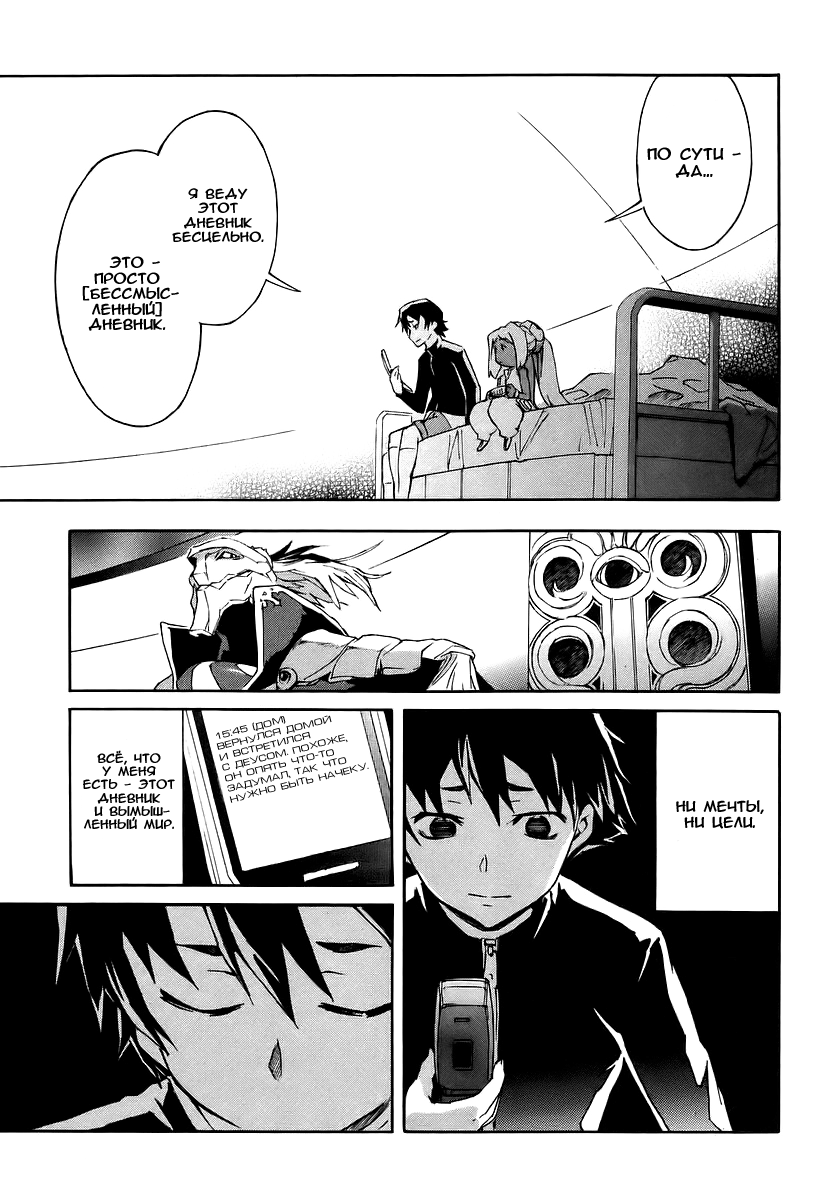 ПО СУТИ -
ДА...
Я ВЕДУ
ЭТОТ
ДНЕВНИК
БЕСЦЕЛЬНО.
ЭТО -
ПРОСТО
[БЕССМЫС-
ЛЕННЫЙ]
ДНЕВНИК.
НИ МЕЧТЫ,
НИ ЦЕЛИ.
15:45 (ДОМ)
ВЕРНУЛСЯ ДОМОЙ
И ВСТРЕТИЛСЯ
С ДЕУСОМ. ПОХОЖЕ,
ОН ОПЯТЬ ЧТО-ТО
ЗАДУМАЛ, ТАК ЧТО
НУЖНО БЫТЬ НАЧЕКУ.
ВСЁ, ЧТО
У МЕНЯ
ЕСТЬ - ЭТОТ
ДНЕВНИК
И ВЫМЫШ-
ЛЕННЫЙ МИР.